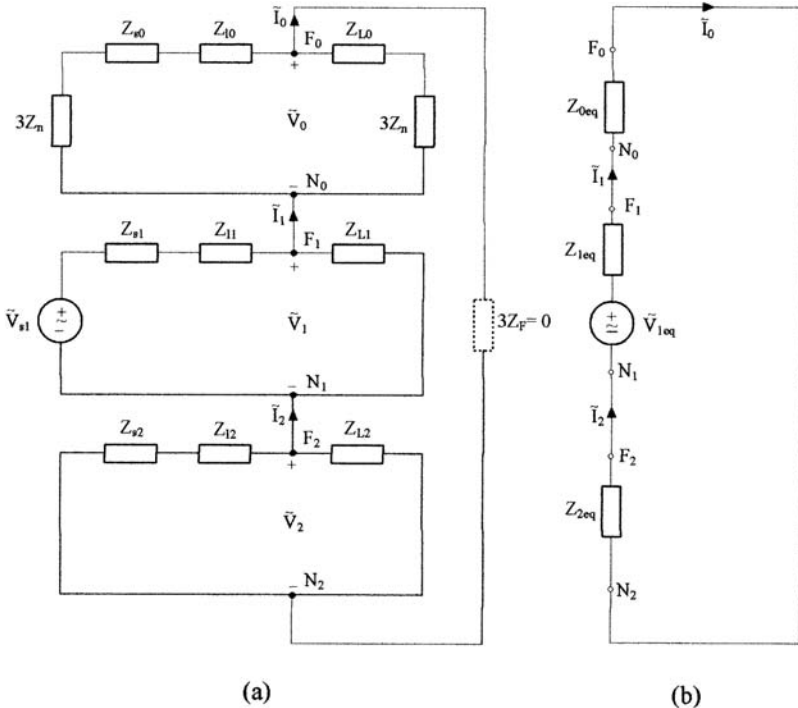 Z_s0 Z_l0 Ĩ_0 F_0 Z_L0
+
3Z_n Ṽ_0 3Z_n
− N_0
Ĩ_1
Z_s1 Z_l1 F_1 Z_L1
+
Ṽ_s1 + ~ − Ṽ_1 3Z_F= 0
− N_1
Ĩ_2
Z_s2 Z_l2 F_2 Z_L2
+
Ṽ_2
− N_2
(a)
Ĩ_0
F_0
Z_0eq
N_0
Ĩ_1
F_1
Z_1eq
+ ~ − Ṽ_1eq
N_1
Ĩ_2
F_2
Z_2eq
N_2
(b)